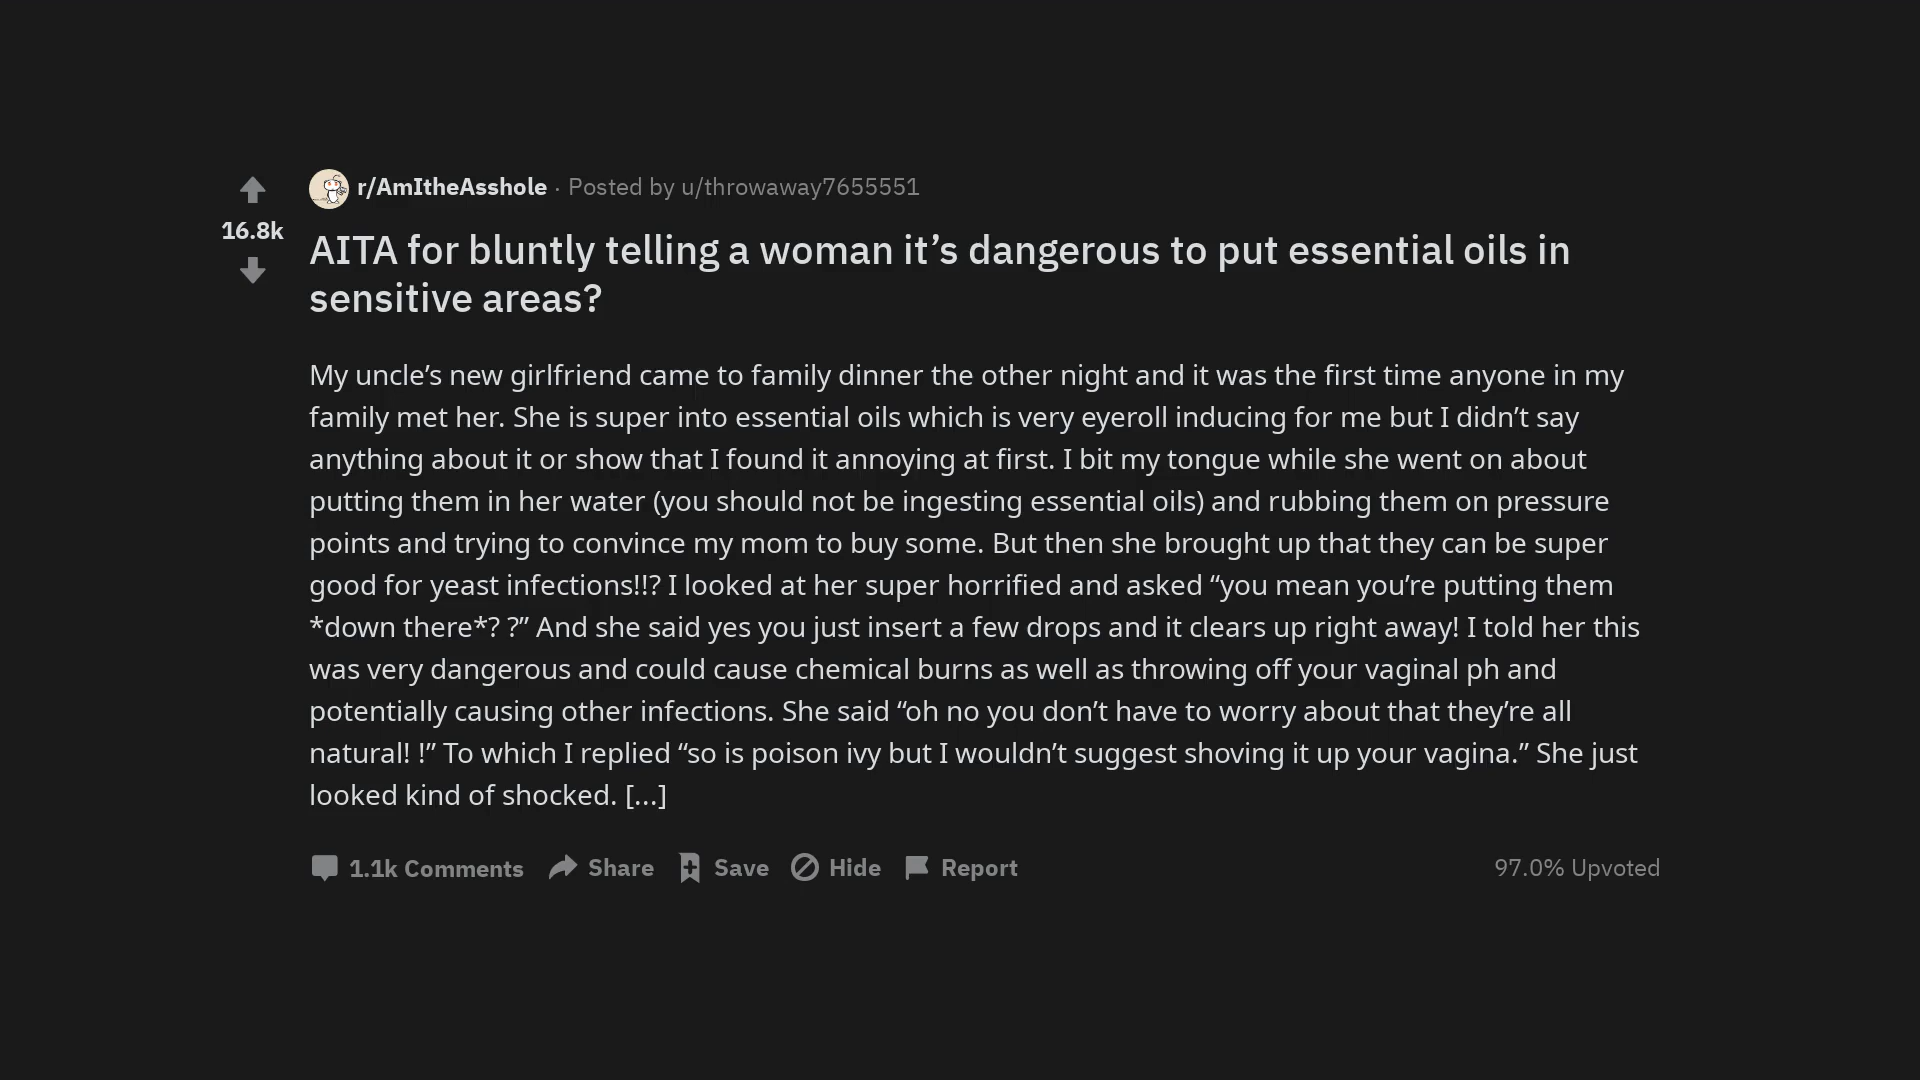 r/AmItheAsshole · Posted by u/throwaway7655551
16.8k
AITA for bluntly telling a woman it’s dangerous to put essential oils in
sensitive areas?
My uncle’s new girlfriend came to family dinner the other night and it was the first time anyone in my
family met her. She is super into essential oils which is very eyeroll inducing for me but I didn’t say
anything about it or show that I found it annoying at first. I bit my tongue while she went on about
putting them in her water (you should not be ingesting essential oils) and rubbing them on pressure
points and trying to convince my mom to buy some. But then she brought up that they can be super
good for yeast infections!!? I looked at her super horrified and asked “you mean you’re putting them
*down there*? ?” And she said yes you just insert a few drops and it clears up right away! I told her this
was very dangerous and could cause chemical burns as well as throwing off your vaginal ph and
potentially causing other infections. She said “oh no you don’t have to worry about that they’re all
natural! !” To which I replied “so is poison ivy but I wouldn’t suggest shoving it up your vagina.” She just
looked kind of shocked. [...]
1.1k Comments Share Save Hide Report 97.0% Upvoted